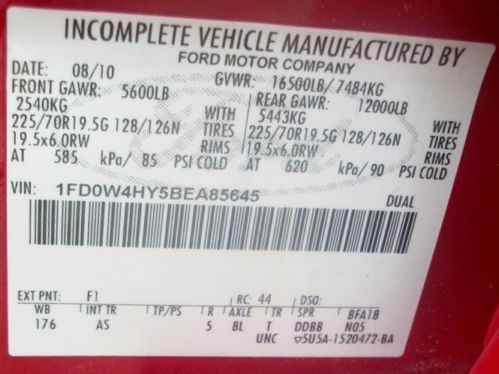 INCOMPLETE VEHICLE MANUFACTURED BY
FORD MOTOR COMPANY
DATE: 08/10 GVWR: 16500LB/ 7484KG
FRONT GAWR: 5600LB REAR GAWR: 12000LB
2540KG WITH 5443KG WITH
225/70R19.5G 128/126N TIRES 225/70R19.5G 128/126N TIRES
19.5x6.0RW RIMS 19.5x6.0RW RIMS
AT 585 kPa/ 85 PSI COLD AT 620 kPa/ 90 PSI COLD
VIN: 1FD0W4HY5BEA85645 DUAL
EXT PNT: F1 RC: 44 DSO:
WB INT TR TP/PS R AXLE TR SPR BFA18
176 AS 5 8L T DDBB N05
UNC ▽5U5A-1520472-BA